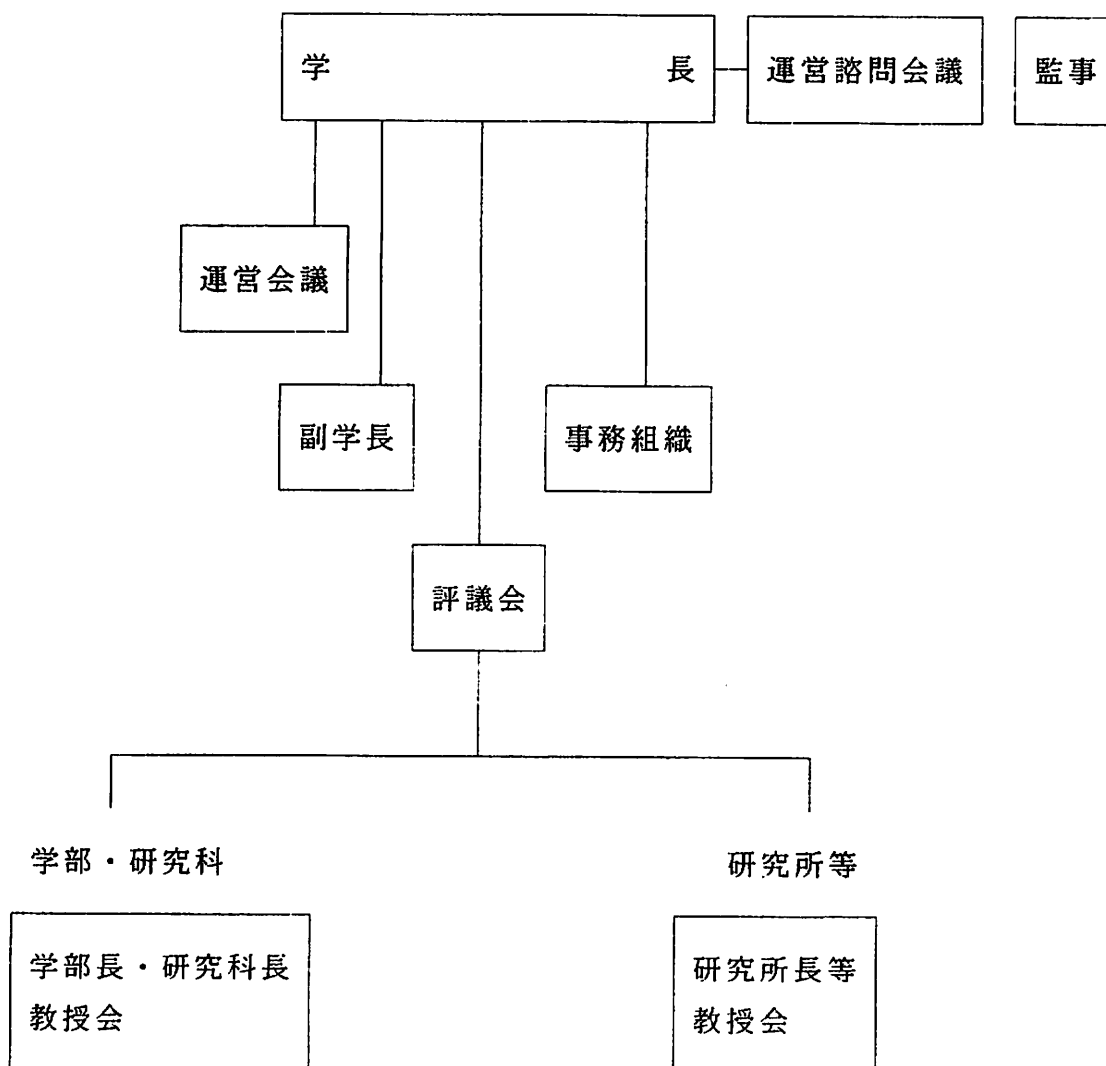 学長
運営諮問会議
監事
運営会議
副学長
事務組織
評議会
学部・研究科
研究所等
学部長・研究科長
教授会
研究所長等
教授会